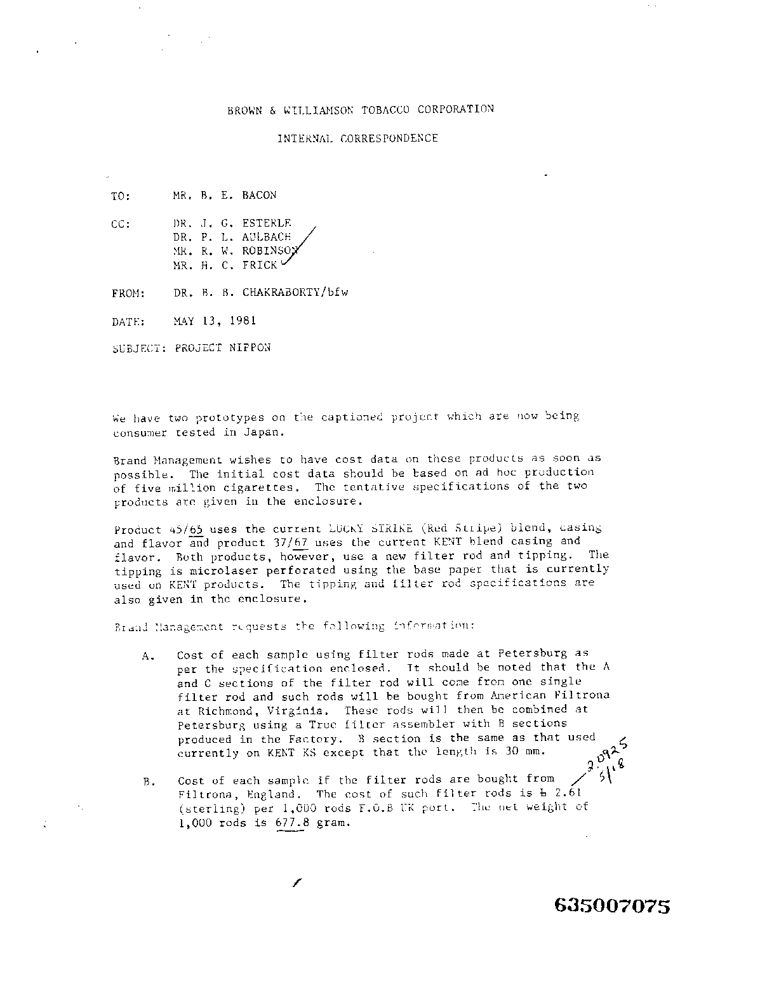 BROWN & WILLIAMSON TOBACCO CORPORATION
INTERNAL CORRESPONDENCE
TO: MR. B. E. BACON
CC: DR. J. G. ESTERLE
DR. P. L. AULBACH
MR. R. W. ROBINSON
MR. H. C. FRICK
FROM: DR. B. B. CHAKRABORTY/bfw
DATE: MAY 13, 1981
SUBJECT: PROJECT NIPPON
We have two prototypes on the captioned project which are now being
consumer tested in Japan.
Brand Management wishes to have cost data on these products as soon as
possible. The initial cost data should be based on ad hoc production
of five million cigarettes. The tentative specifications of the two
products are given in the enclosure.
Product 45/65 uses the current LUCKY STRIKE (Red Stripe) blend, casing
and flavor and product 37/67 uses the current KENT blend casing and
flavor. Both products, however, use a new filter rod and tipping. The
tipping is microlaser perforated using the base paper that is currently
used on KENT products. The tipping and filter rod specifications are
also given in the enclosure.
Brand Management requests the following information:
A. Cost of each sample using filter rods made at Petersburg as
per the specification enclosed. It should be noted that the A
and C sections of the filter rod will come from one single
filter rod and such rods will be bought from American Filtrona
at Richmond, Virginia. These rods will then be combined at
Petersburg using a True filter assembler with B sections
produced in the Factory. B section is the same as that used
currently on KENT KS except that the length is 30 mm.
2.0925
5/18
B. Cost of each sample if the filter rods are bought from
Filtrona, England. The cost of such filter rods is £ 2.61
(sterling) per 1,000 rods F.O.B UK port. The net weight of
1,000 rods is 677.8 gram.
635007075